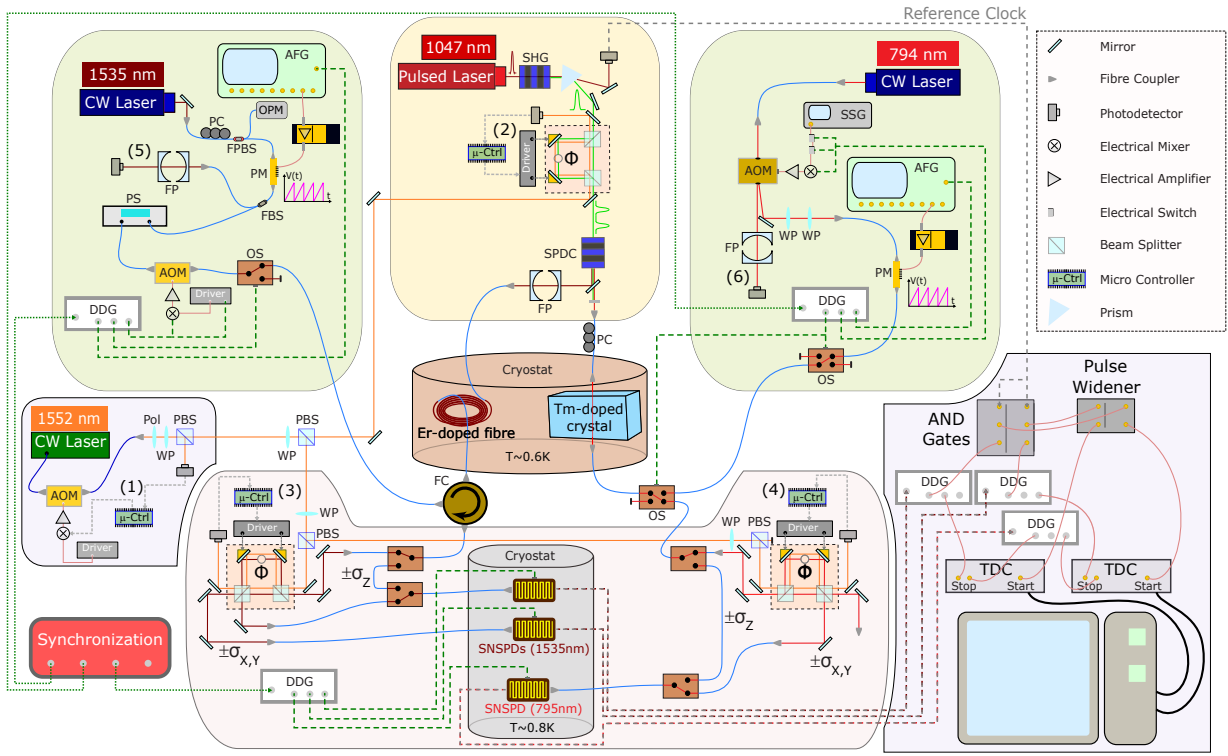 Reference Clock
1535 nm
CW Laser
AFG
OPM
PC
FPBS
(5)
FP
PM
V(t)
t
FBS
PS
AOM
OS
Driver
DDG
1047 nm
Pulsed Laser
SHG
(2)
μ-Ctrl
Driver
Φ
SPDC
FP
PC
794 nm
CW Laser
SSG
AOM
AFG
FP
WP WP
(6)
PM
V(t)
t
DDG
OS
Mirror
Fibre Coupler
Photodetector
Electrical Mixer
Electrical Amplifier
Electrical Switch
Beam Splitter
μ-Ctrl
Micro Controller
Prism
Cryostat
Er-doped fibre
Tm-doped
crystal
T~0.6K
1552 nm
CW Laser
Pol
WP
PBS
AOM
(1)
μ-Ctrl
Driver
WP
PBS
FC
OS
μ-Ctrl
(3)
Driver
WP
PBS
Φ
±σZ
±σX,Y
Cryostat
SNSPDs (1535nm)
SNSPD (795nm)
T~0.8K
DDG
(4)
μ-Ctrl
Driver
WP
PBS
Φ
±σZ
±σX,Y
Synchronization
Pulse
Widener
AND
Gates
DDG
DDG
DDG
TDC
Stop
Start
TDC
Stop
Start